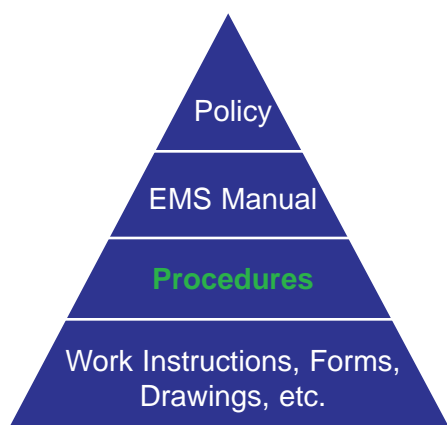 Policy
EMS Manual
Procedures
Work Instructions, Forms,
Drawings, etc.